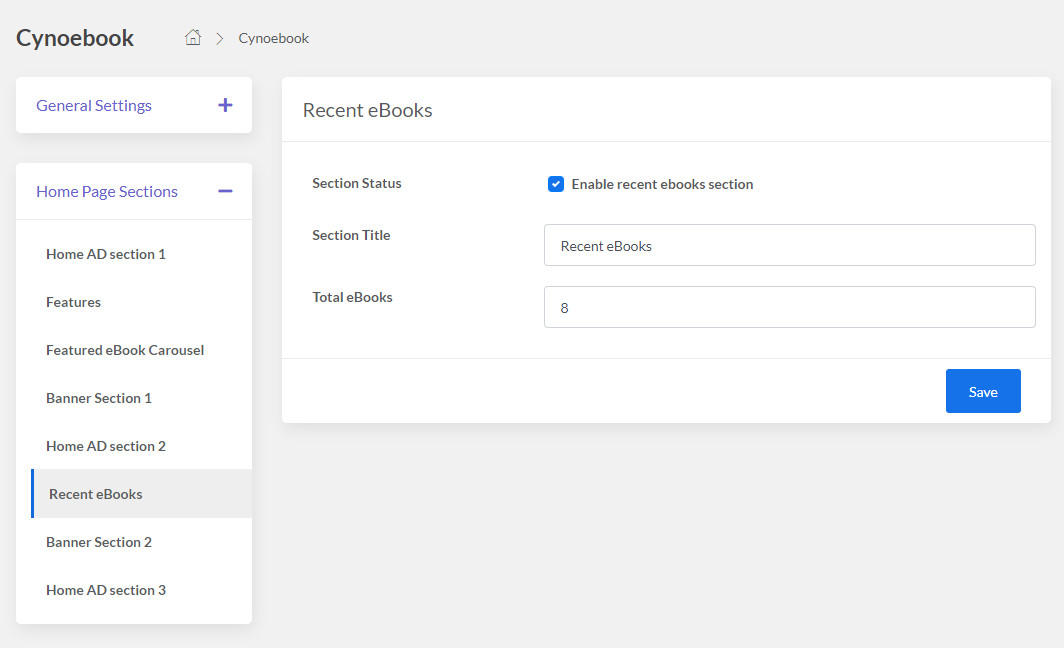 Cynoebook
Cynoebook
General Settings
Home Page Sections
Home AD section 1
Features
Featured eBook Carousel
Banner Section 1
Home AD section 2
Recent eBooks
Banner Section 2
Home AD section 3
Recent eBooks
Section Status
Enable recent ebooks section
Section Title
Recent eBooks
Total eBooks
8
Save